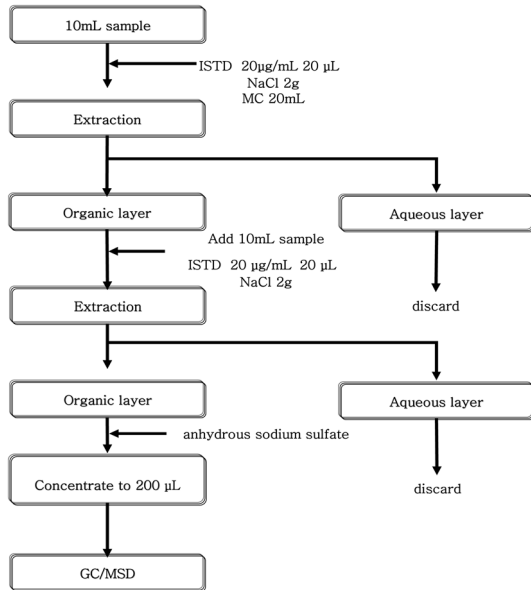 10mL sample
ISTD 20µg/mL 20 µL
NaCl 2g
MC 20mL
Extraction
Organic layer
Aqueous layer
Add 10mL sample
ISTD 20 µg/mL 20 µL
NaCl 2g
discard
Extraction
Organic layer
Aqueous layer
anhydrous sodium sulfate
Concentrate to 200 µL
discard
GC/MSD